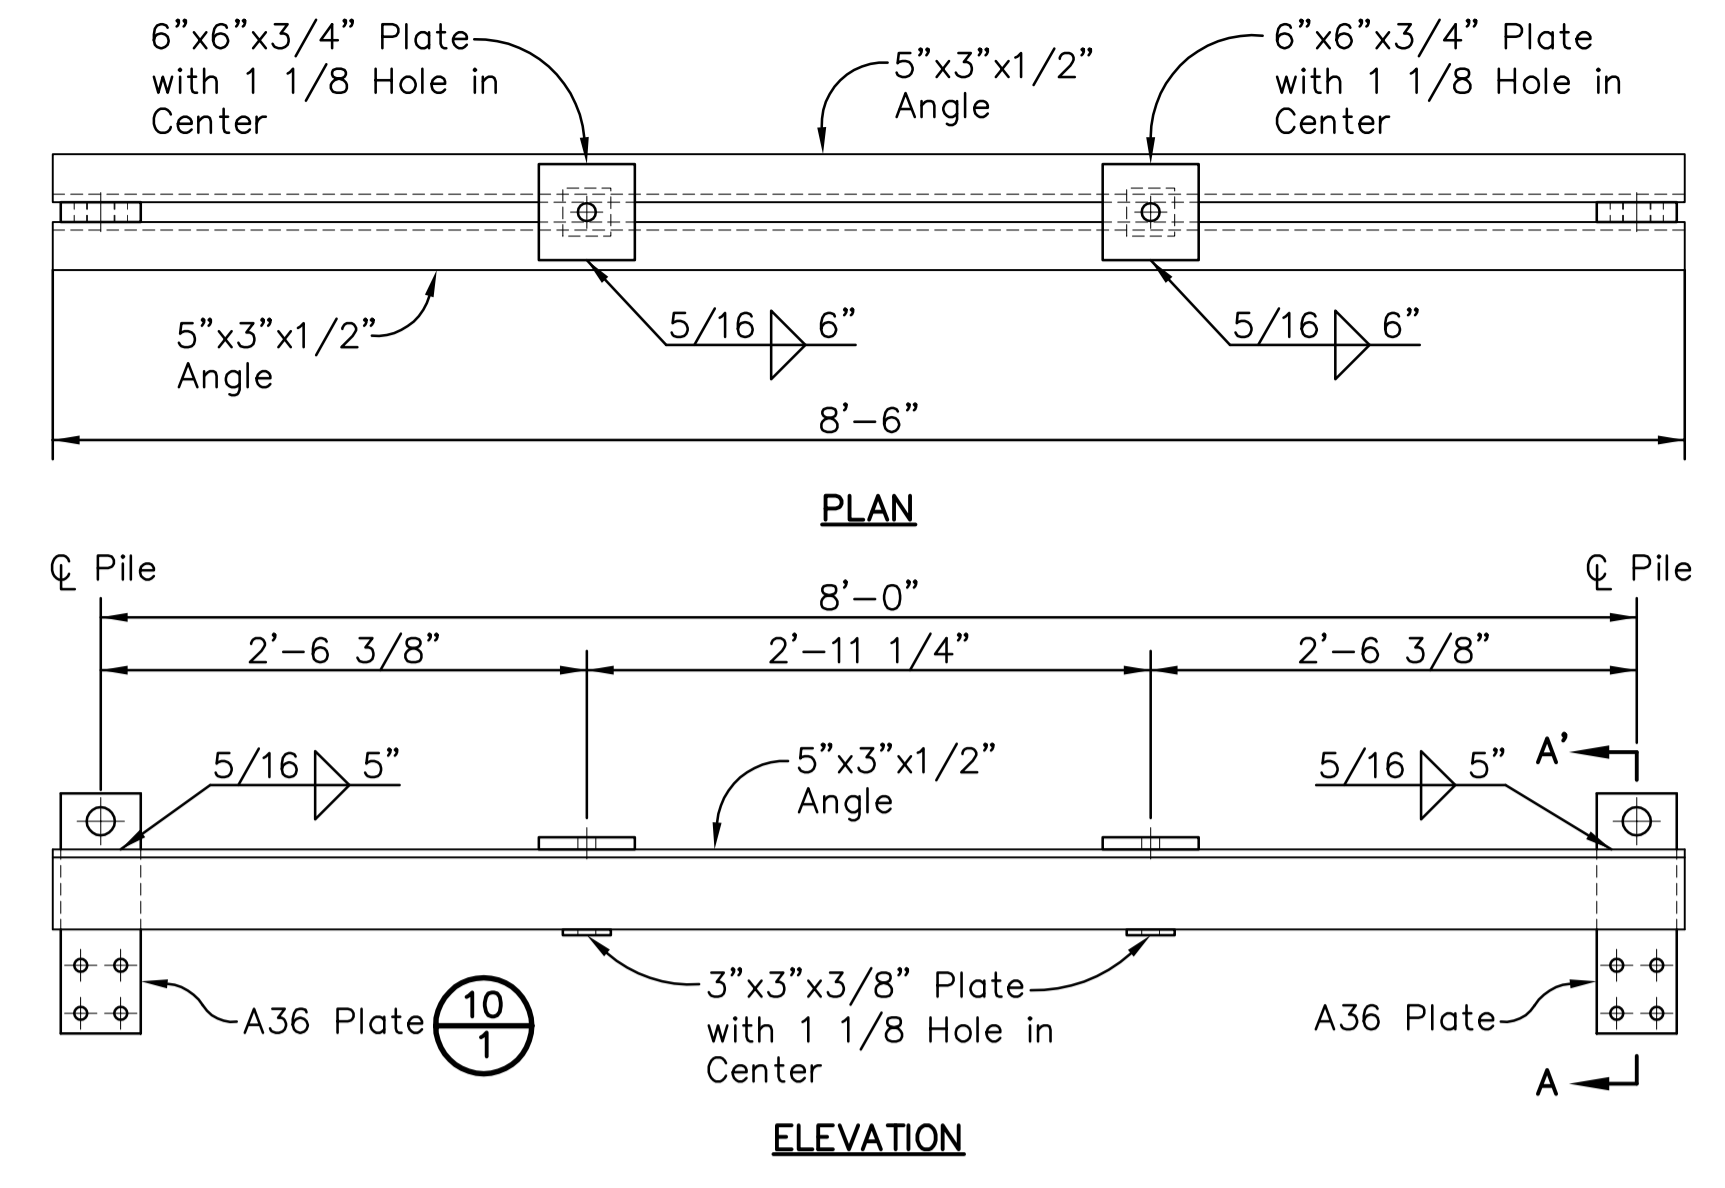 6”x6”x3/4” Plate
with 1 1/8 Hole in
Center
5”x3”x1/2”
Angle
6”x6”x3/4” Plate
with 1 1/8 Hole in
Center
5”x3”x1/2”
Angle
5/16 6”
5/16 6”
8’-6”
PLAN
℄ Pile
℄ Pile
8’-0”
2’-6 3/8”
2’-11 1/4”
2’-6 3/8”
5/16 5”
5”x3”x1/2”
Angle
5/16 5”
A’
A36 Plate
10
1
3”x3”x3/8” Plate
with 1 1/8 Hole in
Center
A36 Plate
A
ELEVATION